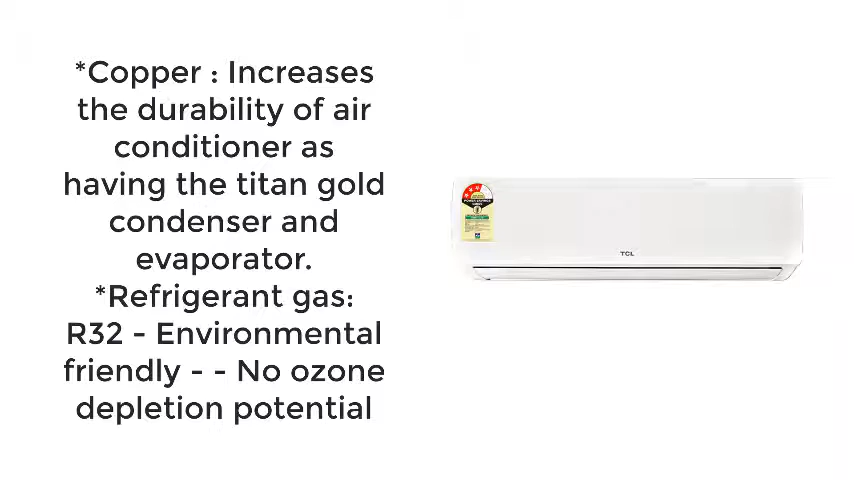 *Copper : Increases
the durability of air
conditioner as
having the titan gold
condenser and
evaporator.
*Refrigerant gas:
R32 - Environmental
friendly - - No ozone
depletion potential
TCL